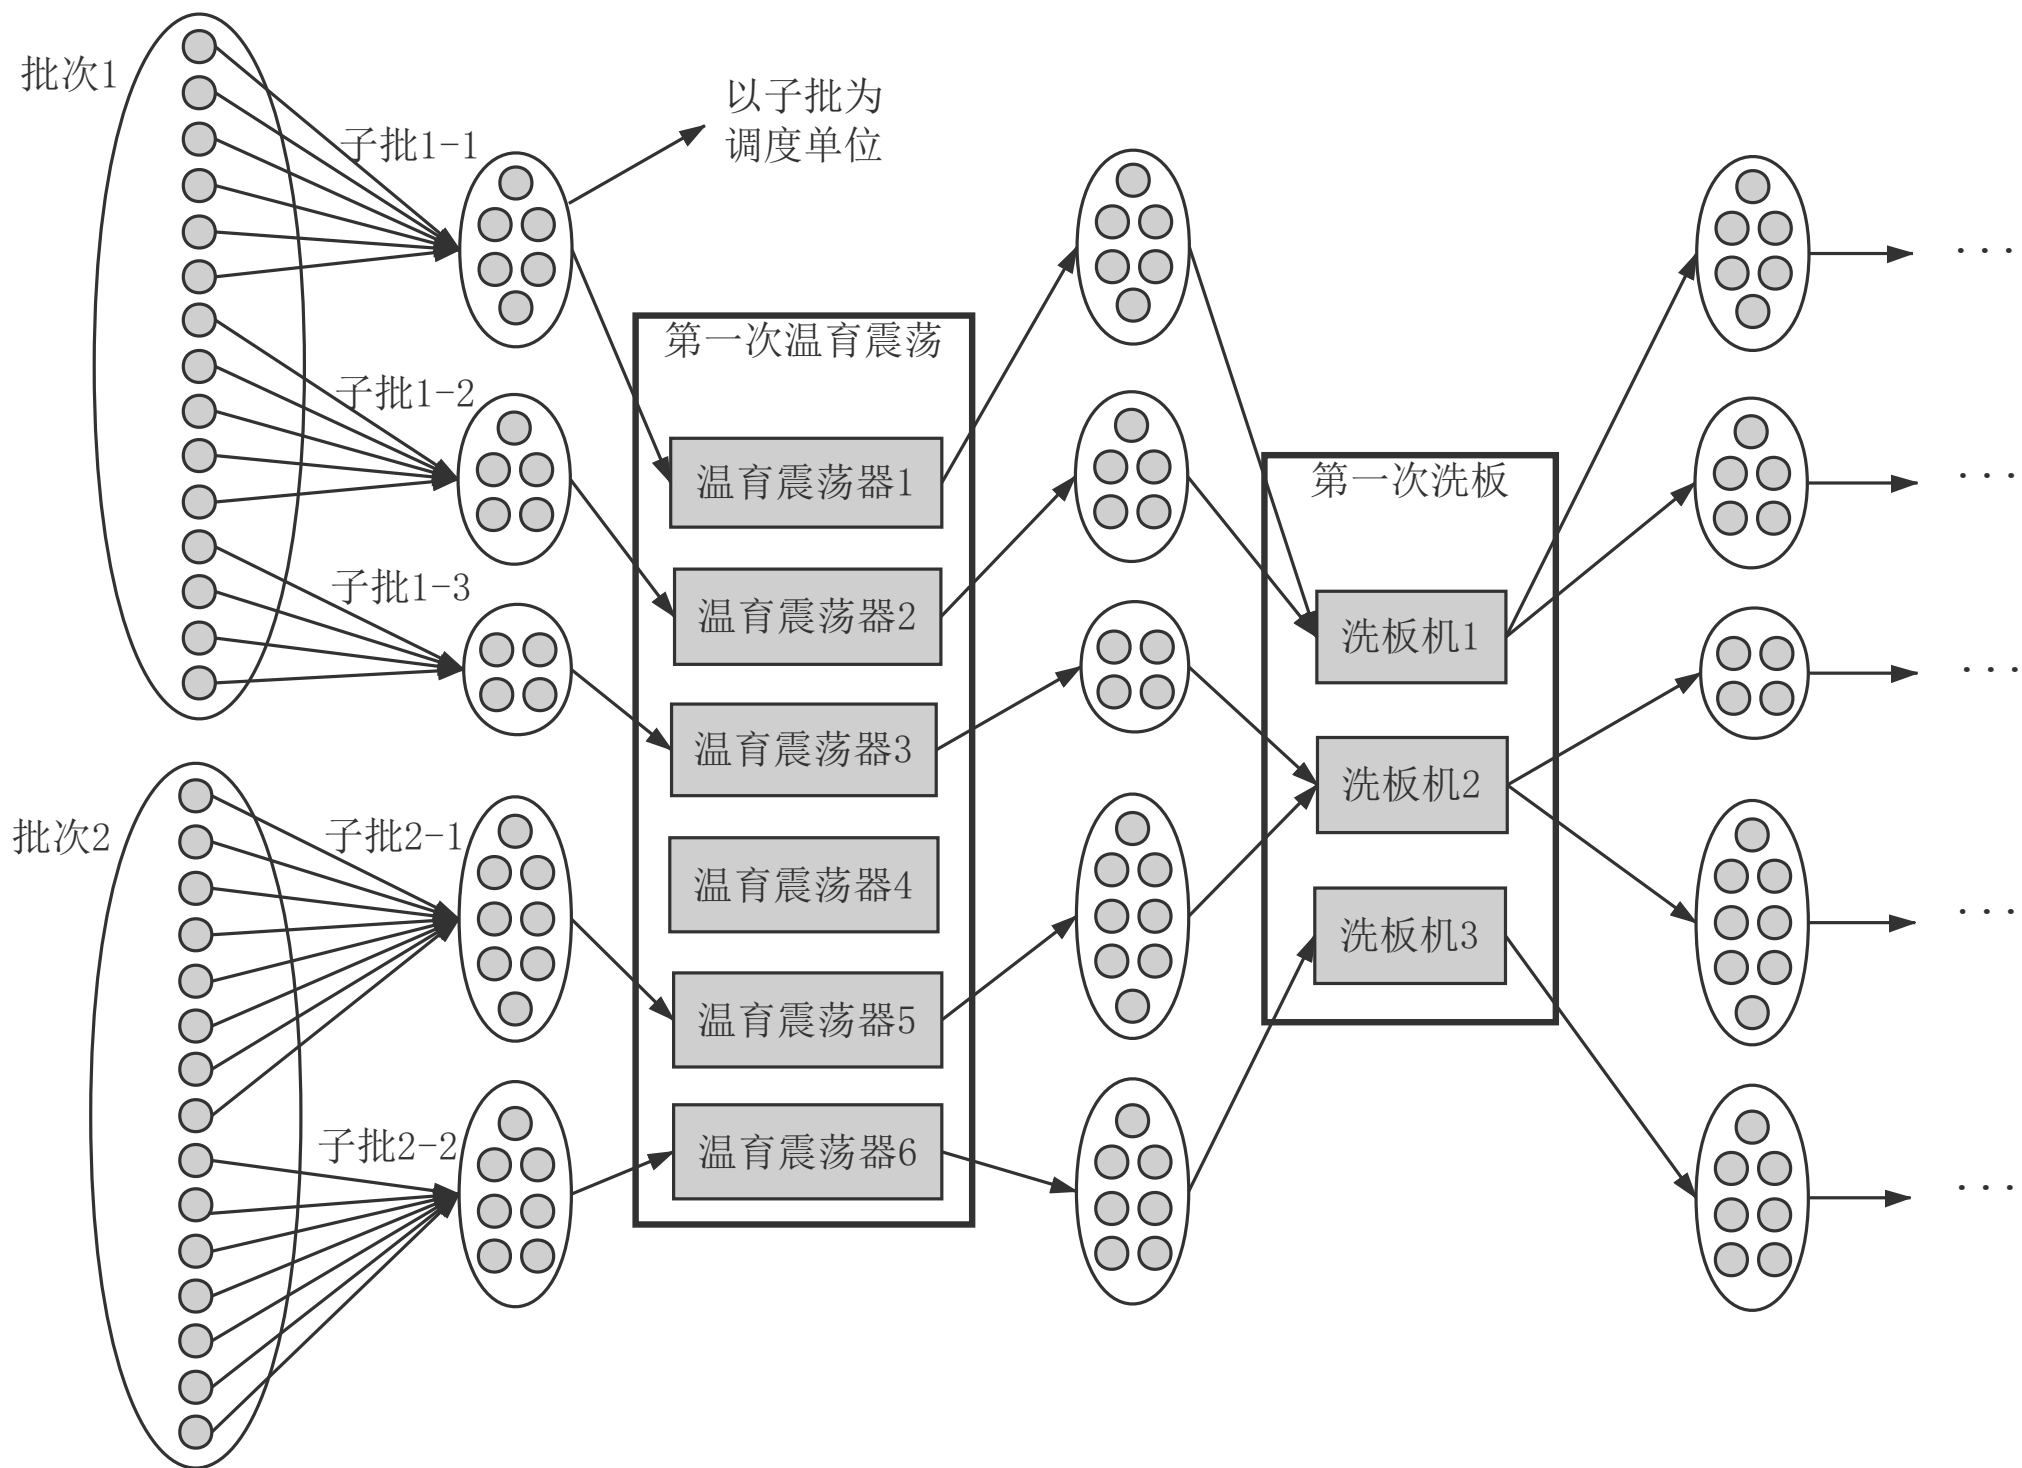 批次1
子批1-1
以子批为
调度单位
子批1-2
子批1-3
第一次温育震荡
温育震荡器1
温育震荡器2
温育震荡器3
温育震荡器4
温育震荡器5
温育震荡器6
第一次洗板
洗板机1
洗板机2
洗板机3
批次2
子批2-1
子批2-2
...
...
...
...
...